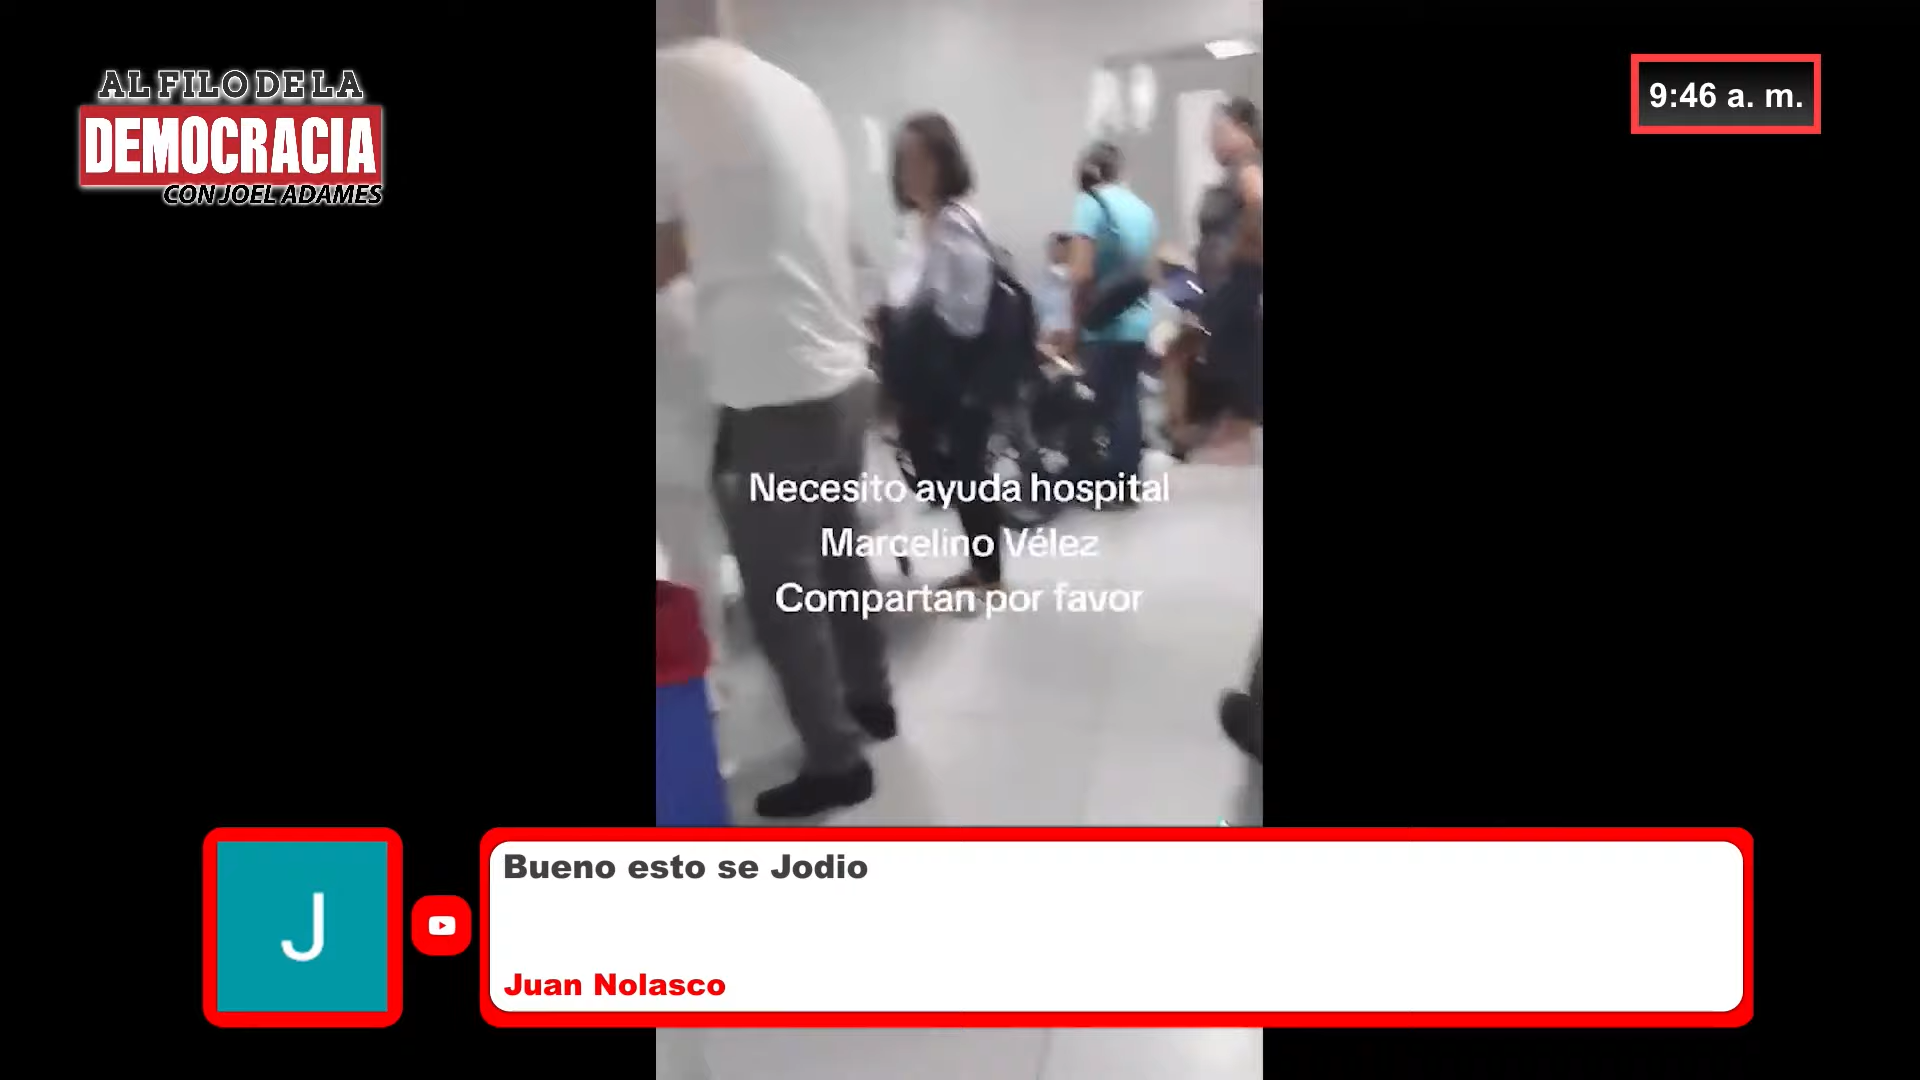 AL FILO DE LA
DEMOCRACIA
CON JOEL ADAMES
9:46 a. m.
Necesito ayuda hospital
Marcelino Vélez
Compartan por favor
J
Bueno esto se Jodio
Juan Nolasco